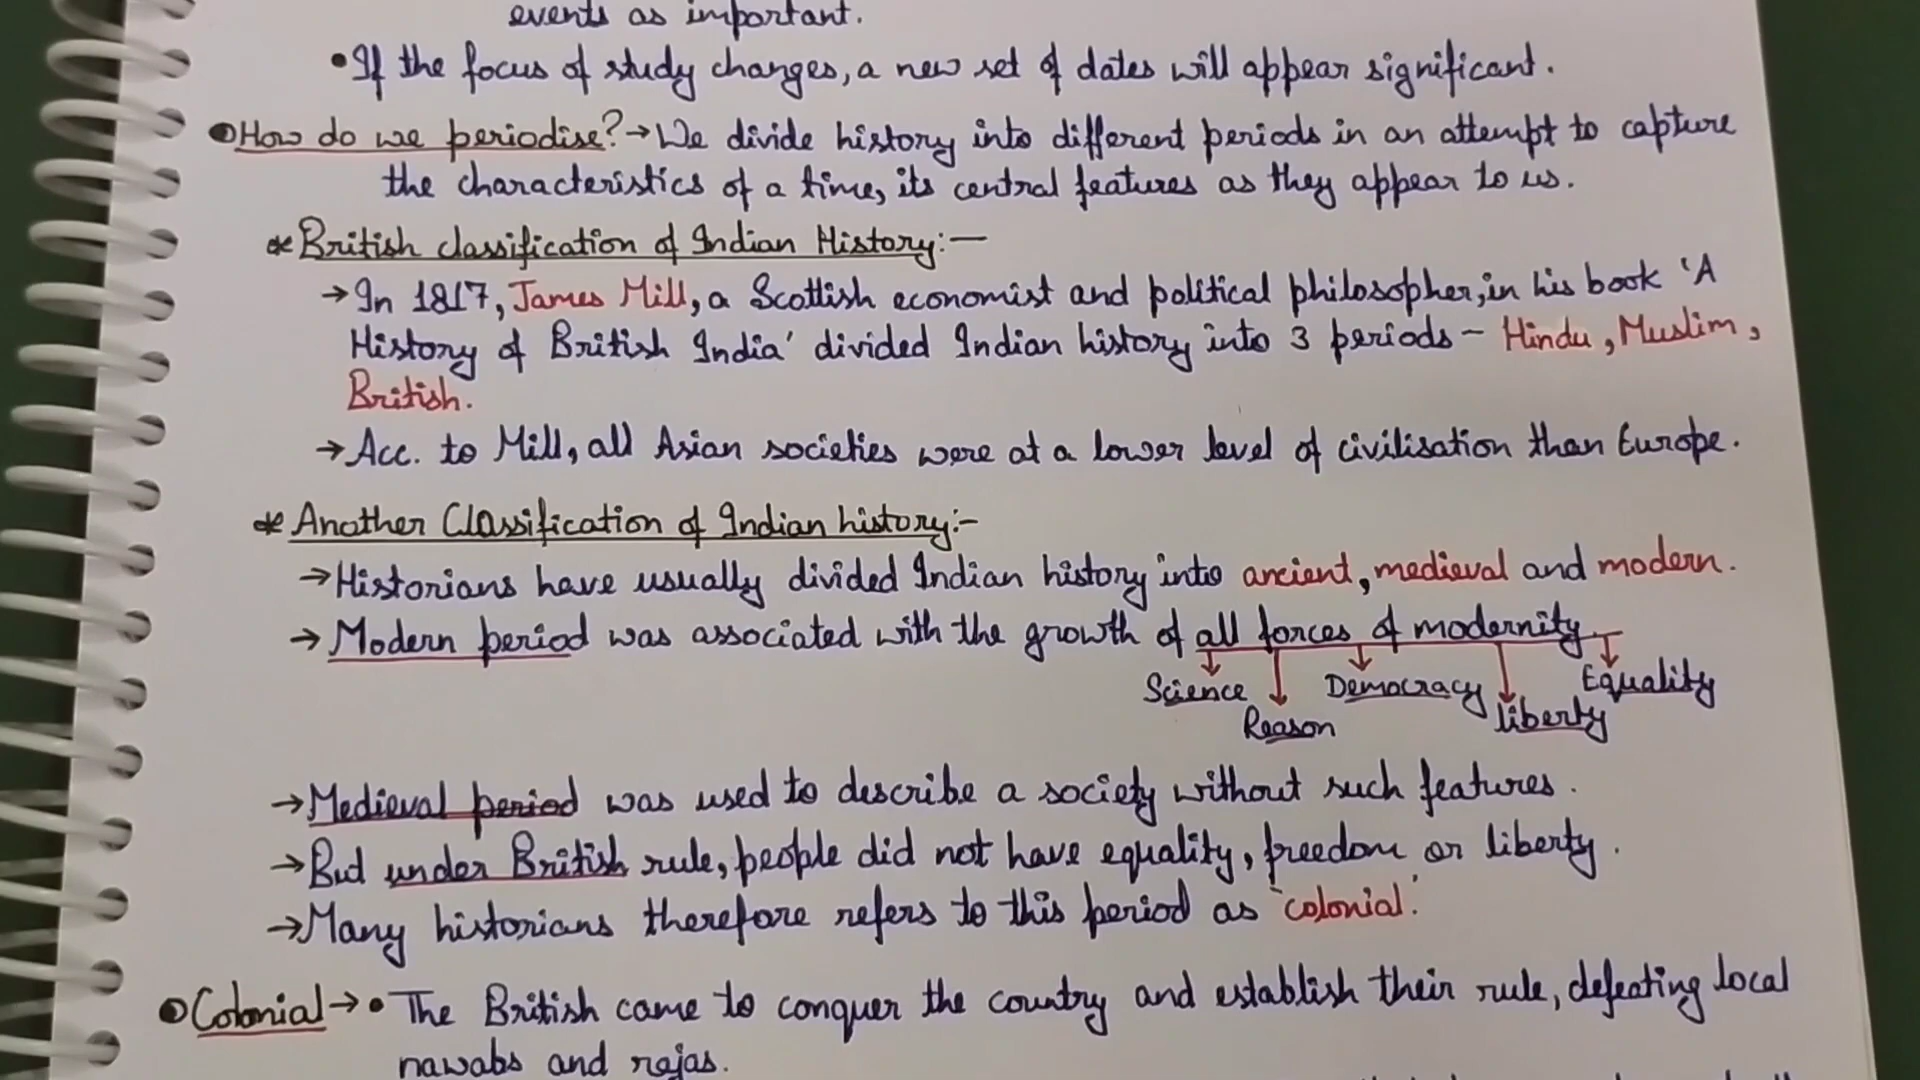 events as important.
•If the focus of study changes, a new set of dates will appear significant.
How do we periodise?→We divide history into different periods in an attempt to capture
the characteristics of a time, its central features as they appear to us.
* British classification of Indian History:—
→In 1817, James Mill, a Scottish economist and political philosopher, in his book 'A
History of British India' divided Indian history into 3 periods – Hindu, Muslim,
British.
→Acc. to Mill, all Asian societies were at a lower level of civilisation than Europe.
* Another Classification of Indian history:-
→Historians have usually divided Indian history into ancient, medieval and modern.
→ Modern period was associated with the growth of all forces of modernity
Science Democracy Equality
Reason liberty
→Medieval period was used to describe a society without such features.
→But under British rule, people did not have equality, freedom or liberty.
→Many historians therefore refers to this period as 'colonial.'
Colonial→• The British came to conquer the country and establish their rule, defeating local
nawabs and rajas.